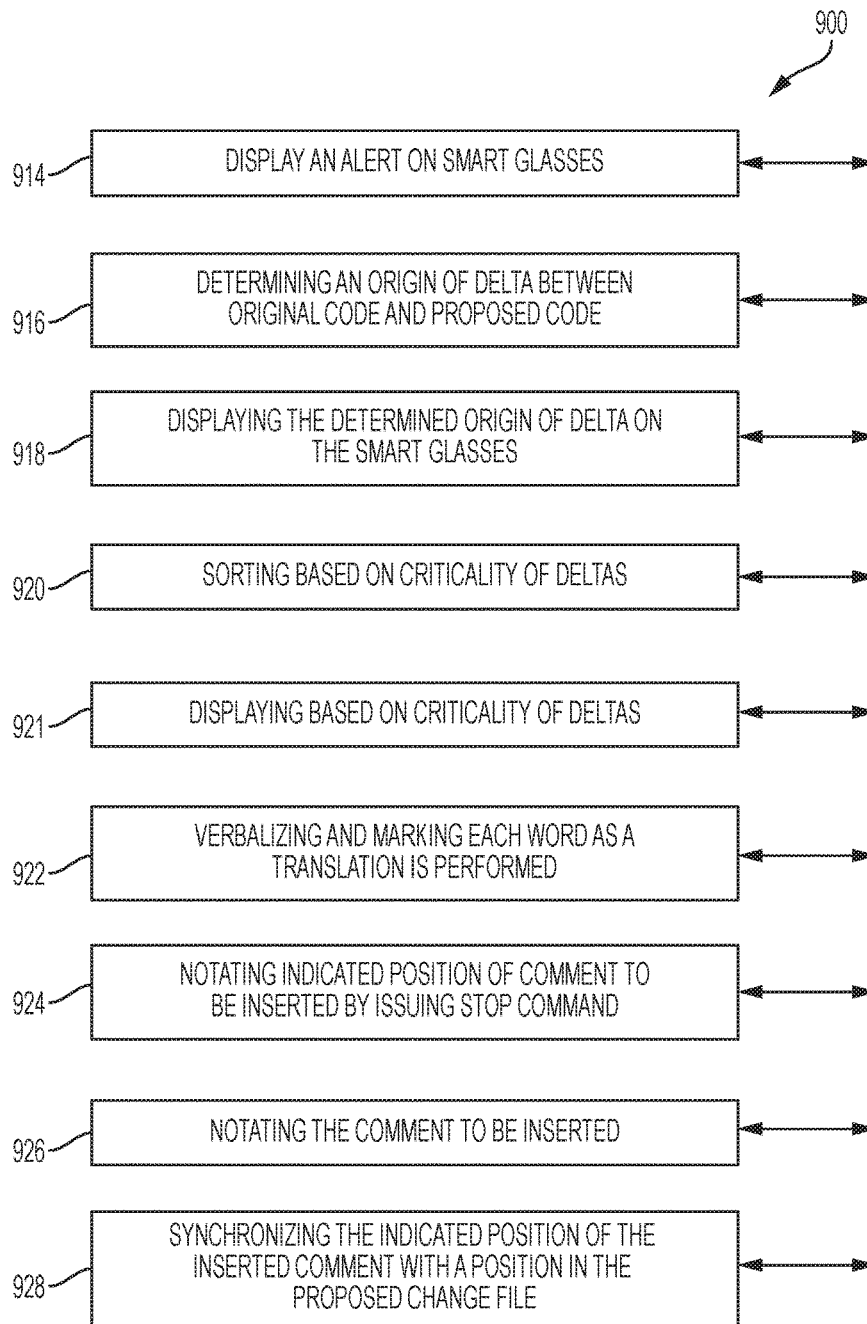 900
914
DISPLAY AN ALERT ON SMART GLASSES
916
DETERMINING AN ORIGIN OF DELTA BETWEEN
ORIGINAL CODE AND PROPOSED CODE
918
DISPLAYING THE DETERMINED ORIGIN OF DELTA ON
THE SMART GLASSES
920
SORTING BASED ON CRITICALITY OF DELTAS
921
DISPLAYING BASED ON CRITICALITY OF DELTAS
922
VERBALIZING AND MARKING EACH WORD AS A
TRANSLATION IS PERFORMED
924
NOTATING INDICATED POSITION OF COMMENT TO
BE INSERTED BY ISSUING STOP COMMAND
926
NOTATING THE COMMENT TO BE INSERTED
928
SYNCHRONIZING THE INDICATED POSITION OF THE
INSERTED COMMENT WITH A POSITION IN THE
PROPOSED CHANGE FILE